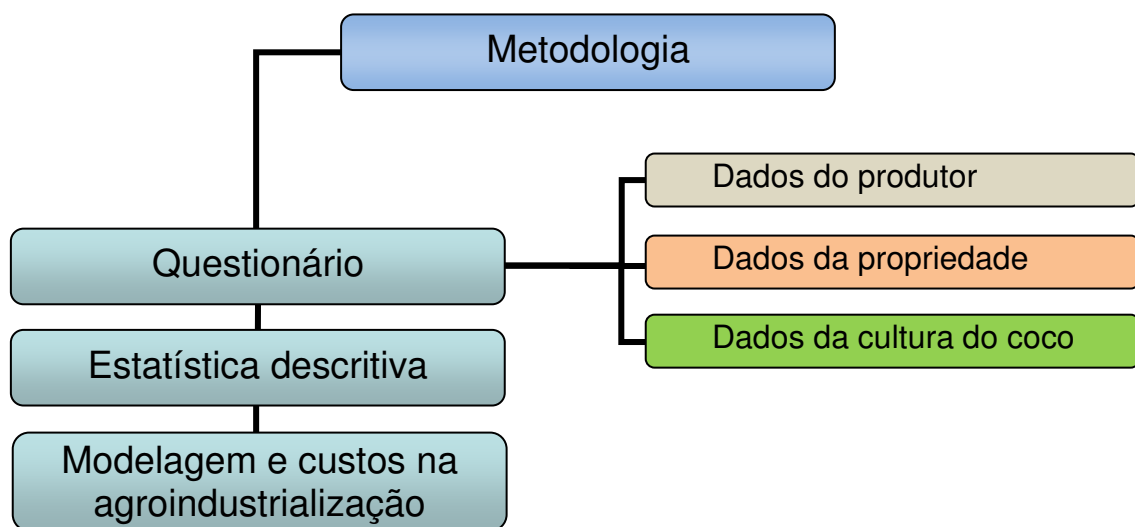 Metodologia
Dados do produtor
Questionário
Dados da propriedade
Dados da cultura do coco
Estatística descritiva
Modelagem e custos na
agroindustrialização